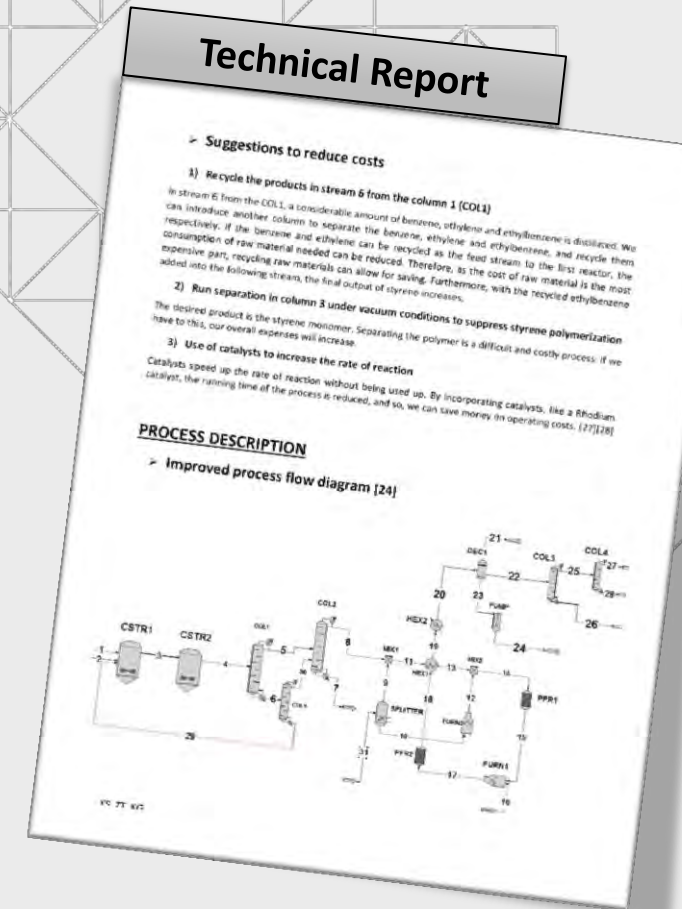 Technical Report
➢ Suggestions to reduce costs
1) Recycle the products in stream 6 from the column 1 (COL1)
In stream 6 from the COL1, a considerable amount of benzene, ethylene and ethylbenzene is distillated. We
can introduce another column to separate the benzene, ethylene and ethylbenzene, and recycle them
respectively. If the benzene and ethylene can be recycled as the feed stream to the first reactor, the
consumption of raw material needed can be reduced. Therefore, as the cost of raw material is the most
expensive part, recycling raw materials can allow for saving. Furthermore, with the recycled ethylbenzene
added into the following stream, the final output of styrene increases.
2) Run separation in column 3 under vacuum conditions to suppress styrene polymerization
The desired product is the styrene monomer. Separating the polymer is a difficult and costly process: if we
have to this, our overall expenses will increase.
3) Use of catalysts to increase the rate of reaction
Catalysts speed up the rate of reaction without being used up. By incorporating catalysts, like a Rhodium
catalyst, the running time of the process is reduced, and so, we can save money on operating costs. [27][28]
PROCESS DESCRIPTION
➢ Improved process flow diagram [24]
21
DEC1
COL3
COL4
22
25
27
20
23
PUMP
28
26
HEX2
24
COL2
CSTR1
CSTR2
COL1
5
8
MIX1
11
13
MIX2
1
2
3
4
6
7
9
18
12
PFR1
SPLITTER
FURN2
10
PFR2
15
31
17
FURN1
29
16